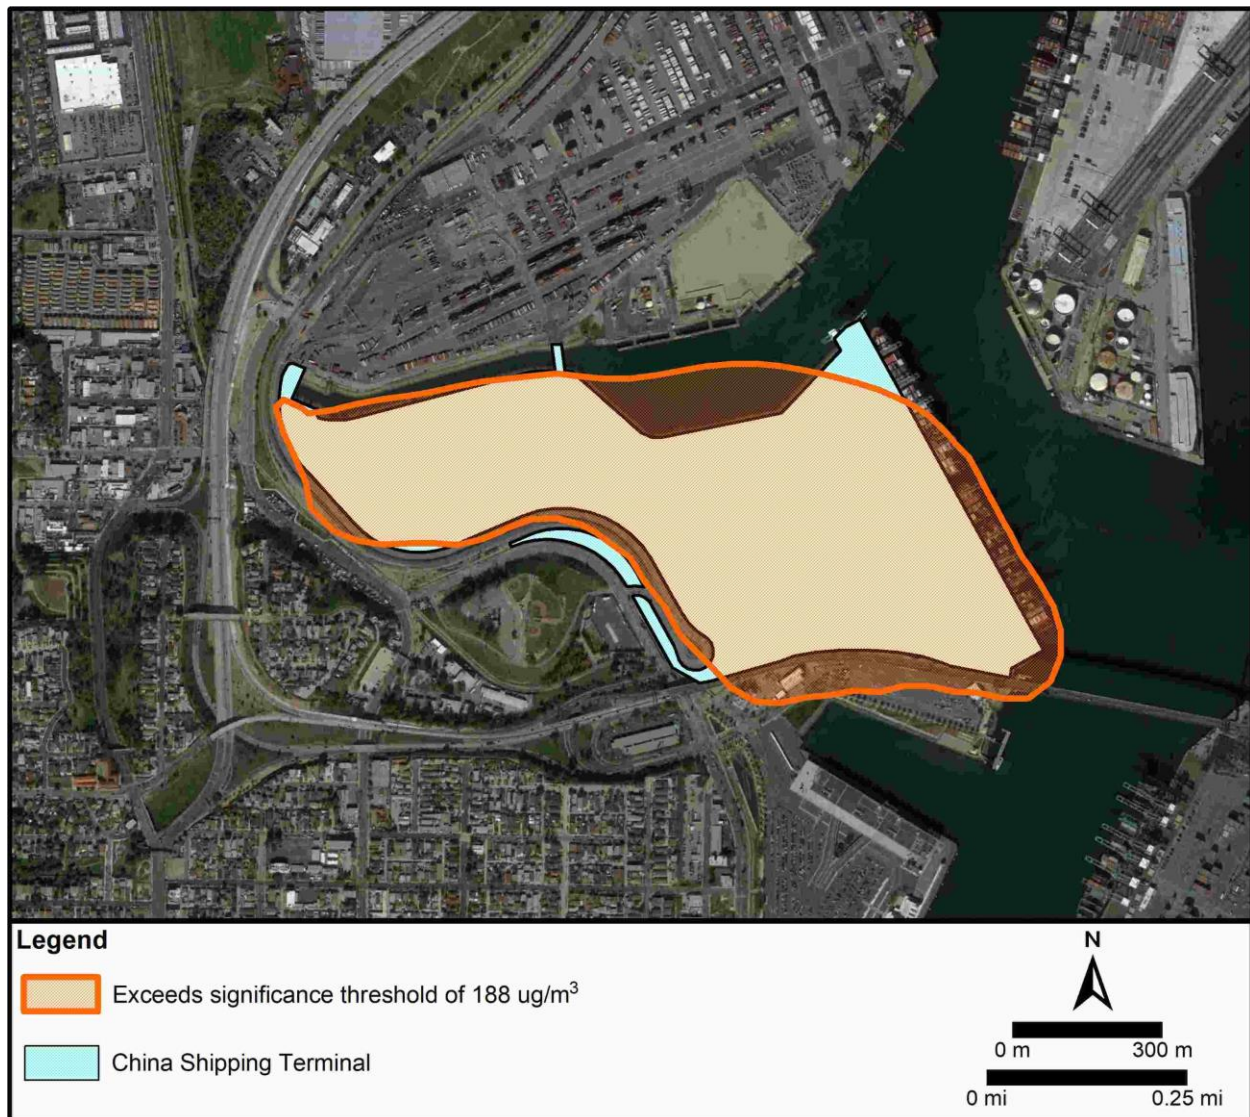 Legend
Exceeds significance threshold of 188 ug/m³
China Shipping Terminal
N
0 m 300 m
0 mi 0.25 mi